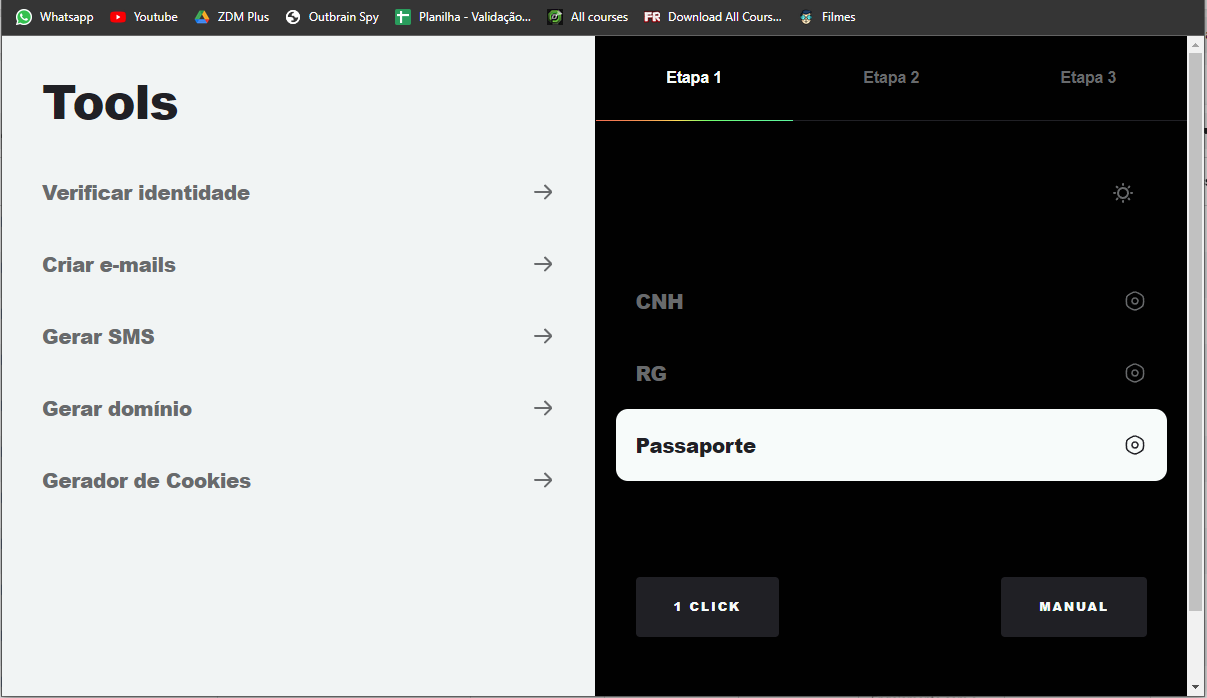 Whatsapp Youtube ZDM Plus Outbrain Spy Planilha - Validação... All courses FR Download All Cours... Filmes
Tools
Verificar identidade
Criar e-mails
Gerar SMS
Gerar domínio
Gerador de Cookies
Etapa 1 Etapa 2 Etapa 3
CNH
RG
Passaporte
1 CLICK MANUAL